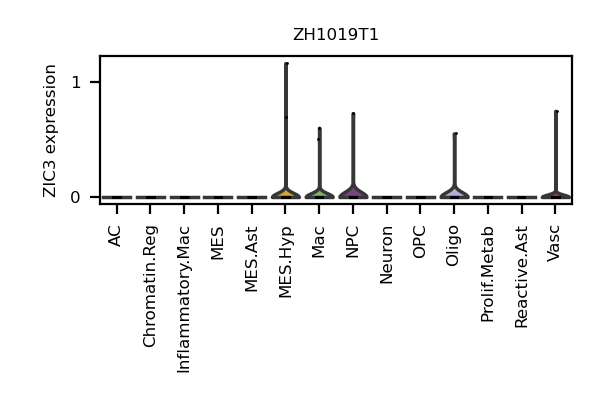 ZH1019T1
ZIC3 expression
1
0
AC
Chromatin.Reg
Inflammatory.Mac
MES
MES.Ast
MES.Hyp
Mac
NPC
Neuron
OPC
Oligo
Prolif.Metab
Reactive.Ast
Vasc